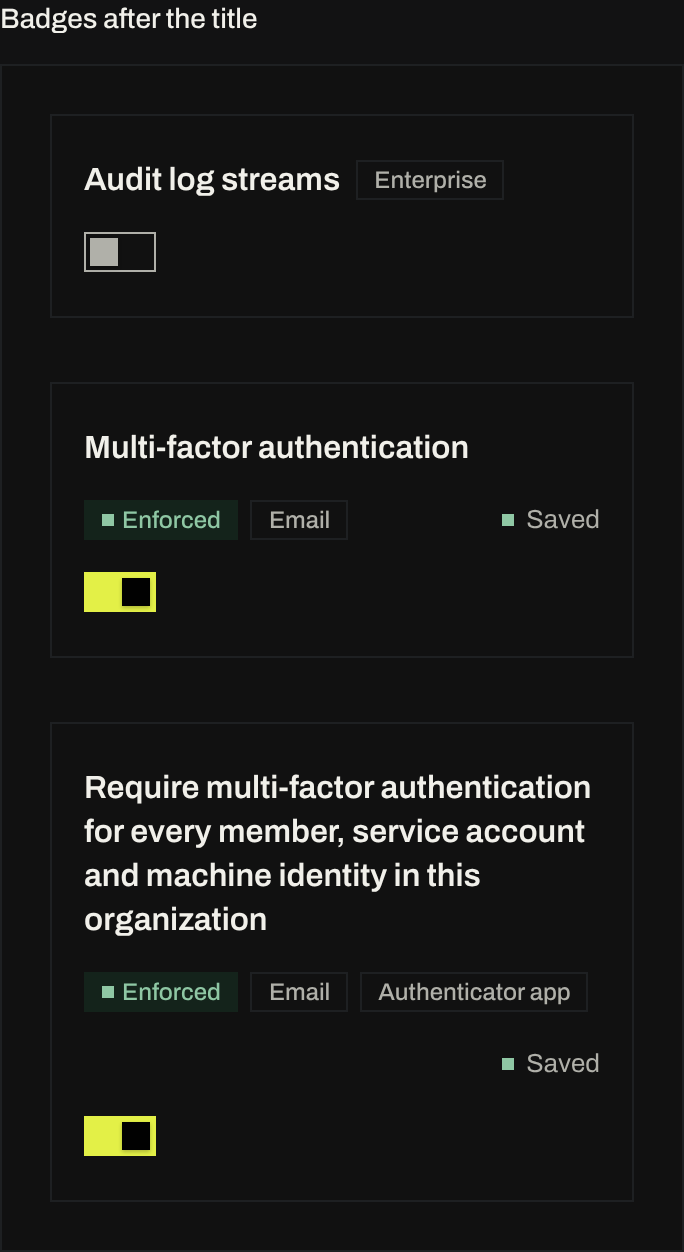 Badges after the title
Audit log streams Enterprise
Multi-factor authentication
Enforced Email Saved
Require multi-factor authentication
for every member, service account
and machine identity in this
organization
Enforced Email Authenticator app
Saved